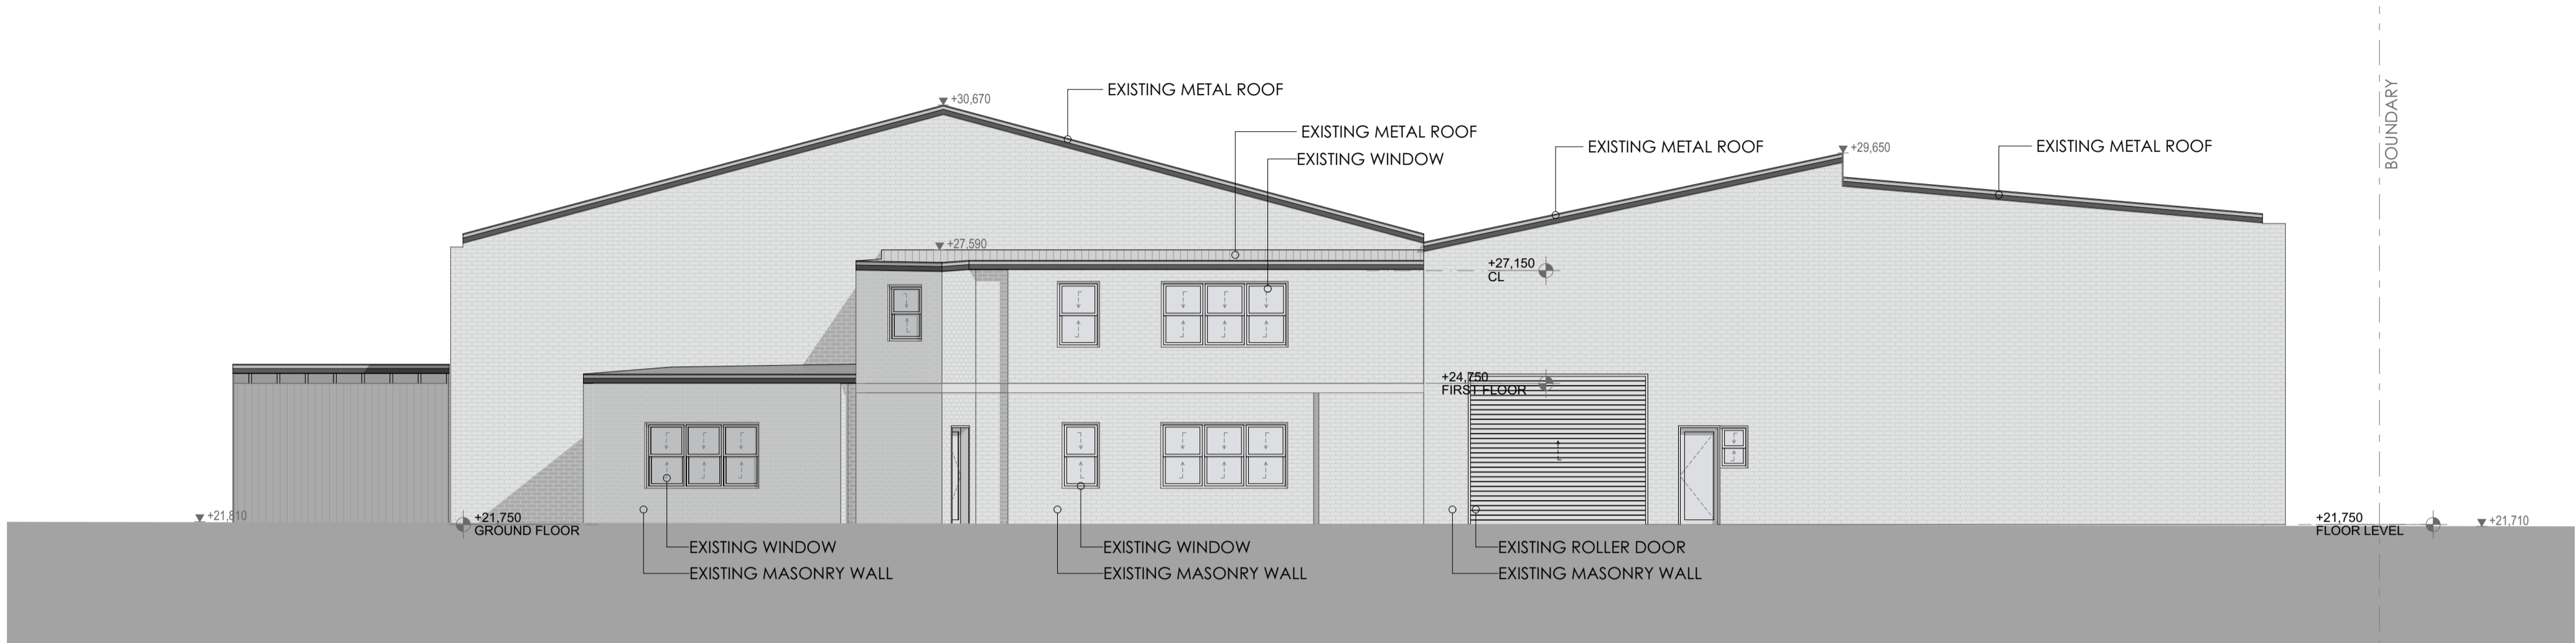 EXISTING METAL ROOF
+30,670
EXISTING METAL ROOF
EXISTING WINDOW
EXISTING METAL ROOF
+29,650
EXISTING METAL ROOF
BOUNDARY
+27,590
+27,150
CL
+24,750
FIRST FLOOR
+21,810
+21,750
GROUND FLOOR
+21,750
FLOOR LEVEL
+21,710
EXISTING WINDOW
EXISTING MASONRY WALL
EXISTING WINDOW
EXISTING MASONRY WALL
EXISTING ROLLER DOOR
EXISTING MASONRY WALL